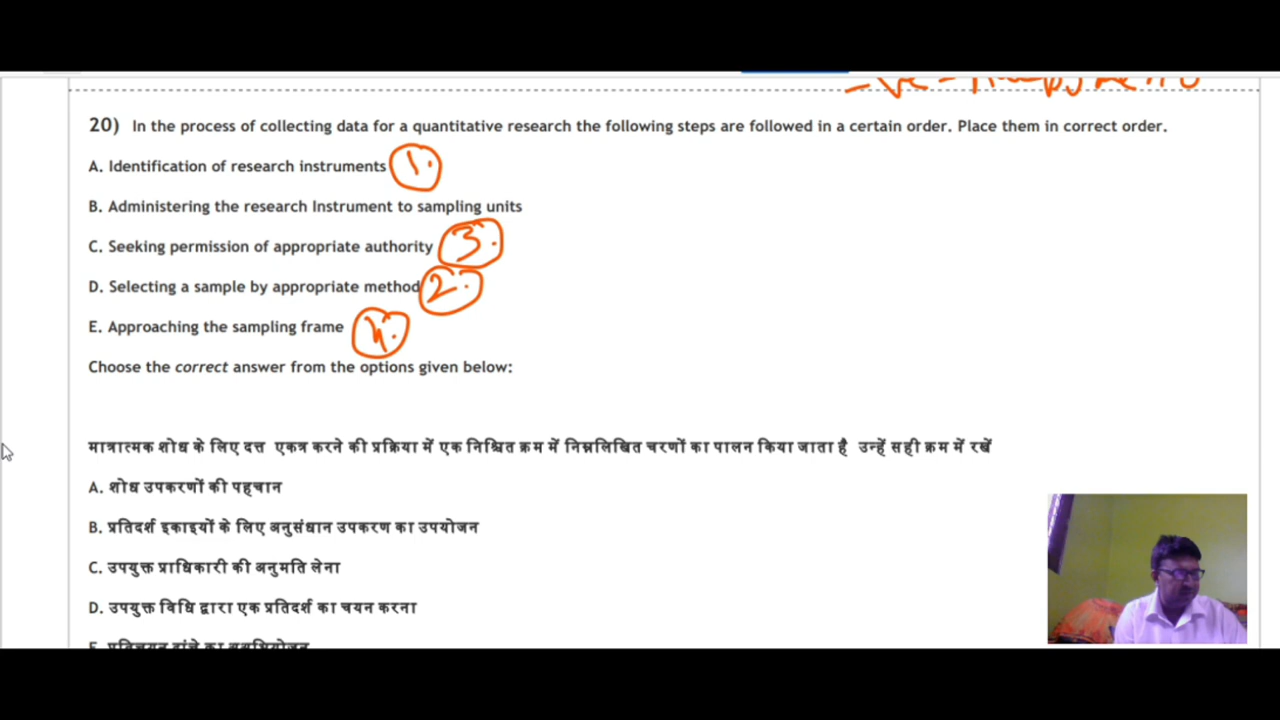 20) In the process of collecting data for a quantitative research the following steps are followed in a certain order. Place them in correct order.
A. Identification of research instruments 1.
B. Administering the research Instrument to sampling units
C. Seeking permission of appropriate authority 3.
D. Selecting a sample by appropriate method 2.
E. Approaching the sampling frame 4.
Choose the correct answer from the options given below:
मात्रात्मक शोध के लिए दत्त एकत्र करने की प्रक्रिया में एक निश्चित क्रम में निम्नलिखित चरणों का पालन किया जाता है उन्हें सही क्रम में रखें
A. शोध उपकरणों की पहचान
B. प्रतिदर्श इकाइयों के लिए अनुसंधान उपकरण का उपयोजन
C. उपयुक्त प्राधिकारी की अनुमति लेना
D. उपयुक्त विधि द्वारा एक प्रतिदर्श का चयन करना